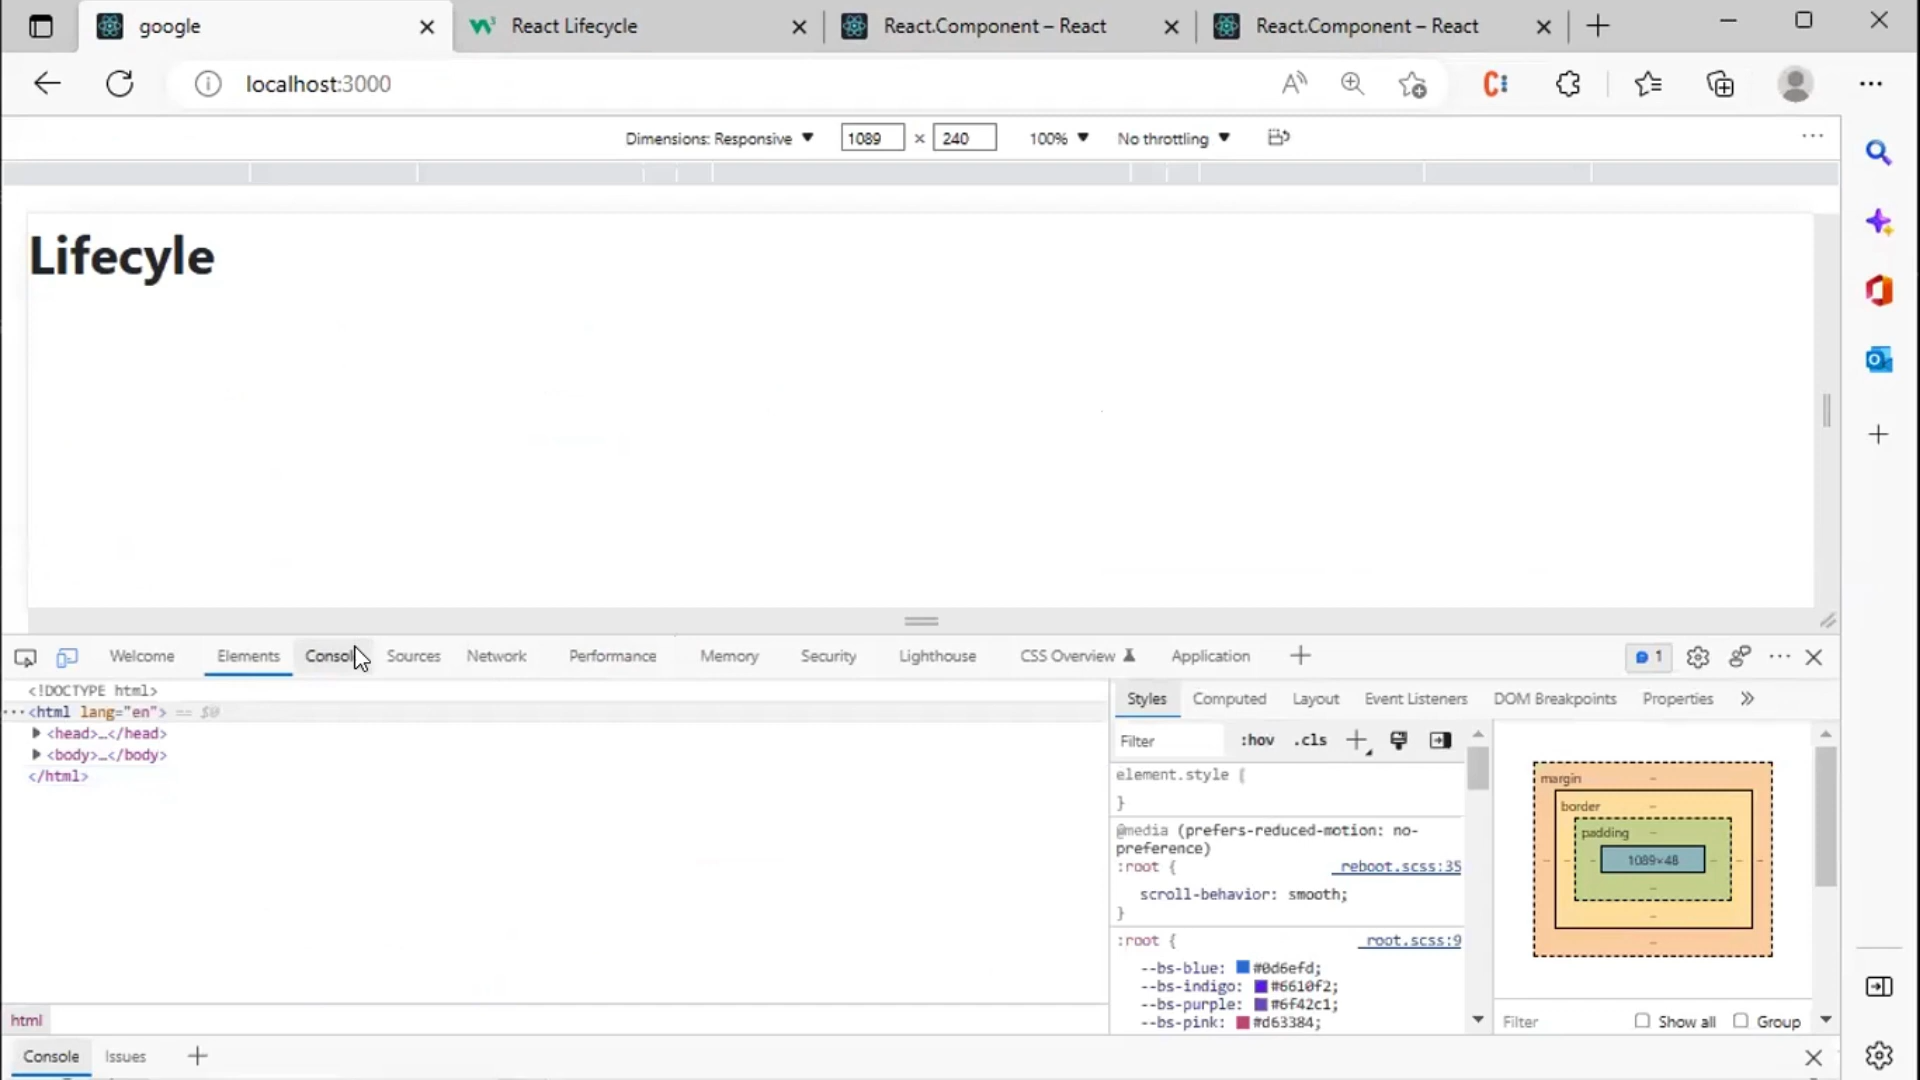 google
React Lifecycle
React.Component – React
React.Component – React
localhost:3000
Dimensions: Responsive 1089 × 240 100% No throttling
Lifecyle
Welcome Elements Console Sources Network Performance Memory Security Lighthouse CSS Overview Application 1
<!DOCTYPE html>
<html lang="en"> == $0
<head>…</head>
<body>…</body>
</html>
html
Styles Computed Layout Event Listeners DOM Breakpoints Properties
Filter :hov .cls
element.style {
}
@media (prefers-reduced-motion: no-
preference)
:root { _reboot.scss:35
scroll-behavior: smooth;
}
:root { _root.scss:9
--bs-blue: #0d6efd;
--bs-indigo: #6610f2;
--bs-purple: #6f42c1;
--bs-pink: #d63384;
margin –
border –
padding –
1089×48
Filter Show all Group
Console Issues